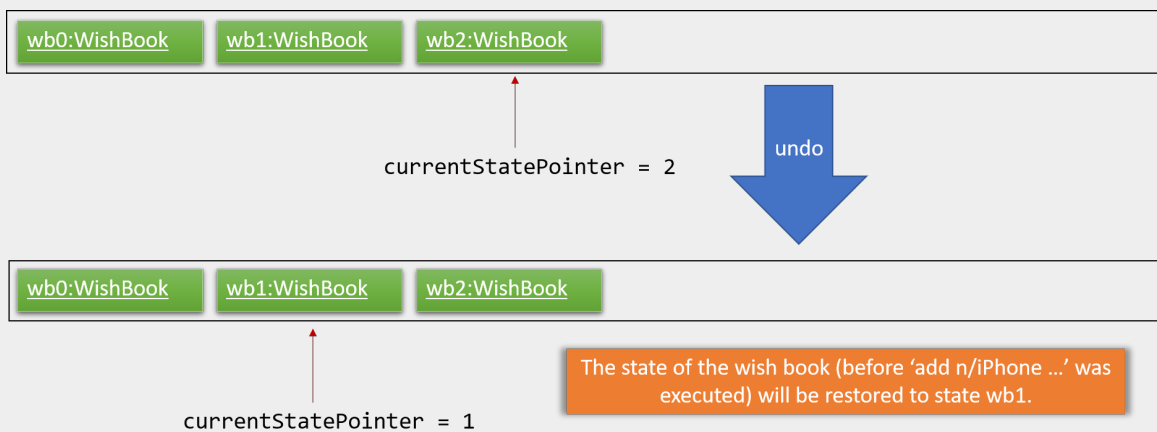 wb0:WishBook
wb1:WishBook
wb2:WishBook
currentStatePointer = 2
undo
wb0:WishBook
wb1:WishBook
wb2:WishBook
The state of the wish book (before ‘add n/iPhone …’ was
executed) will be restored to state wb1.
currentStatePointer = 1